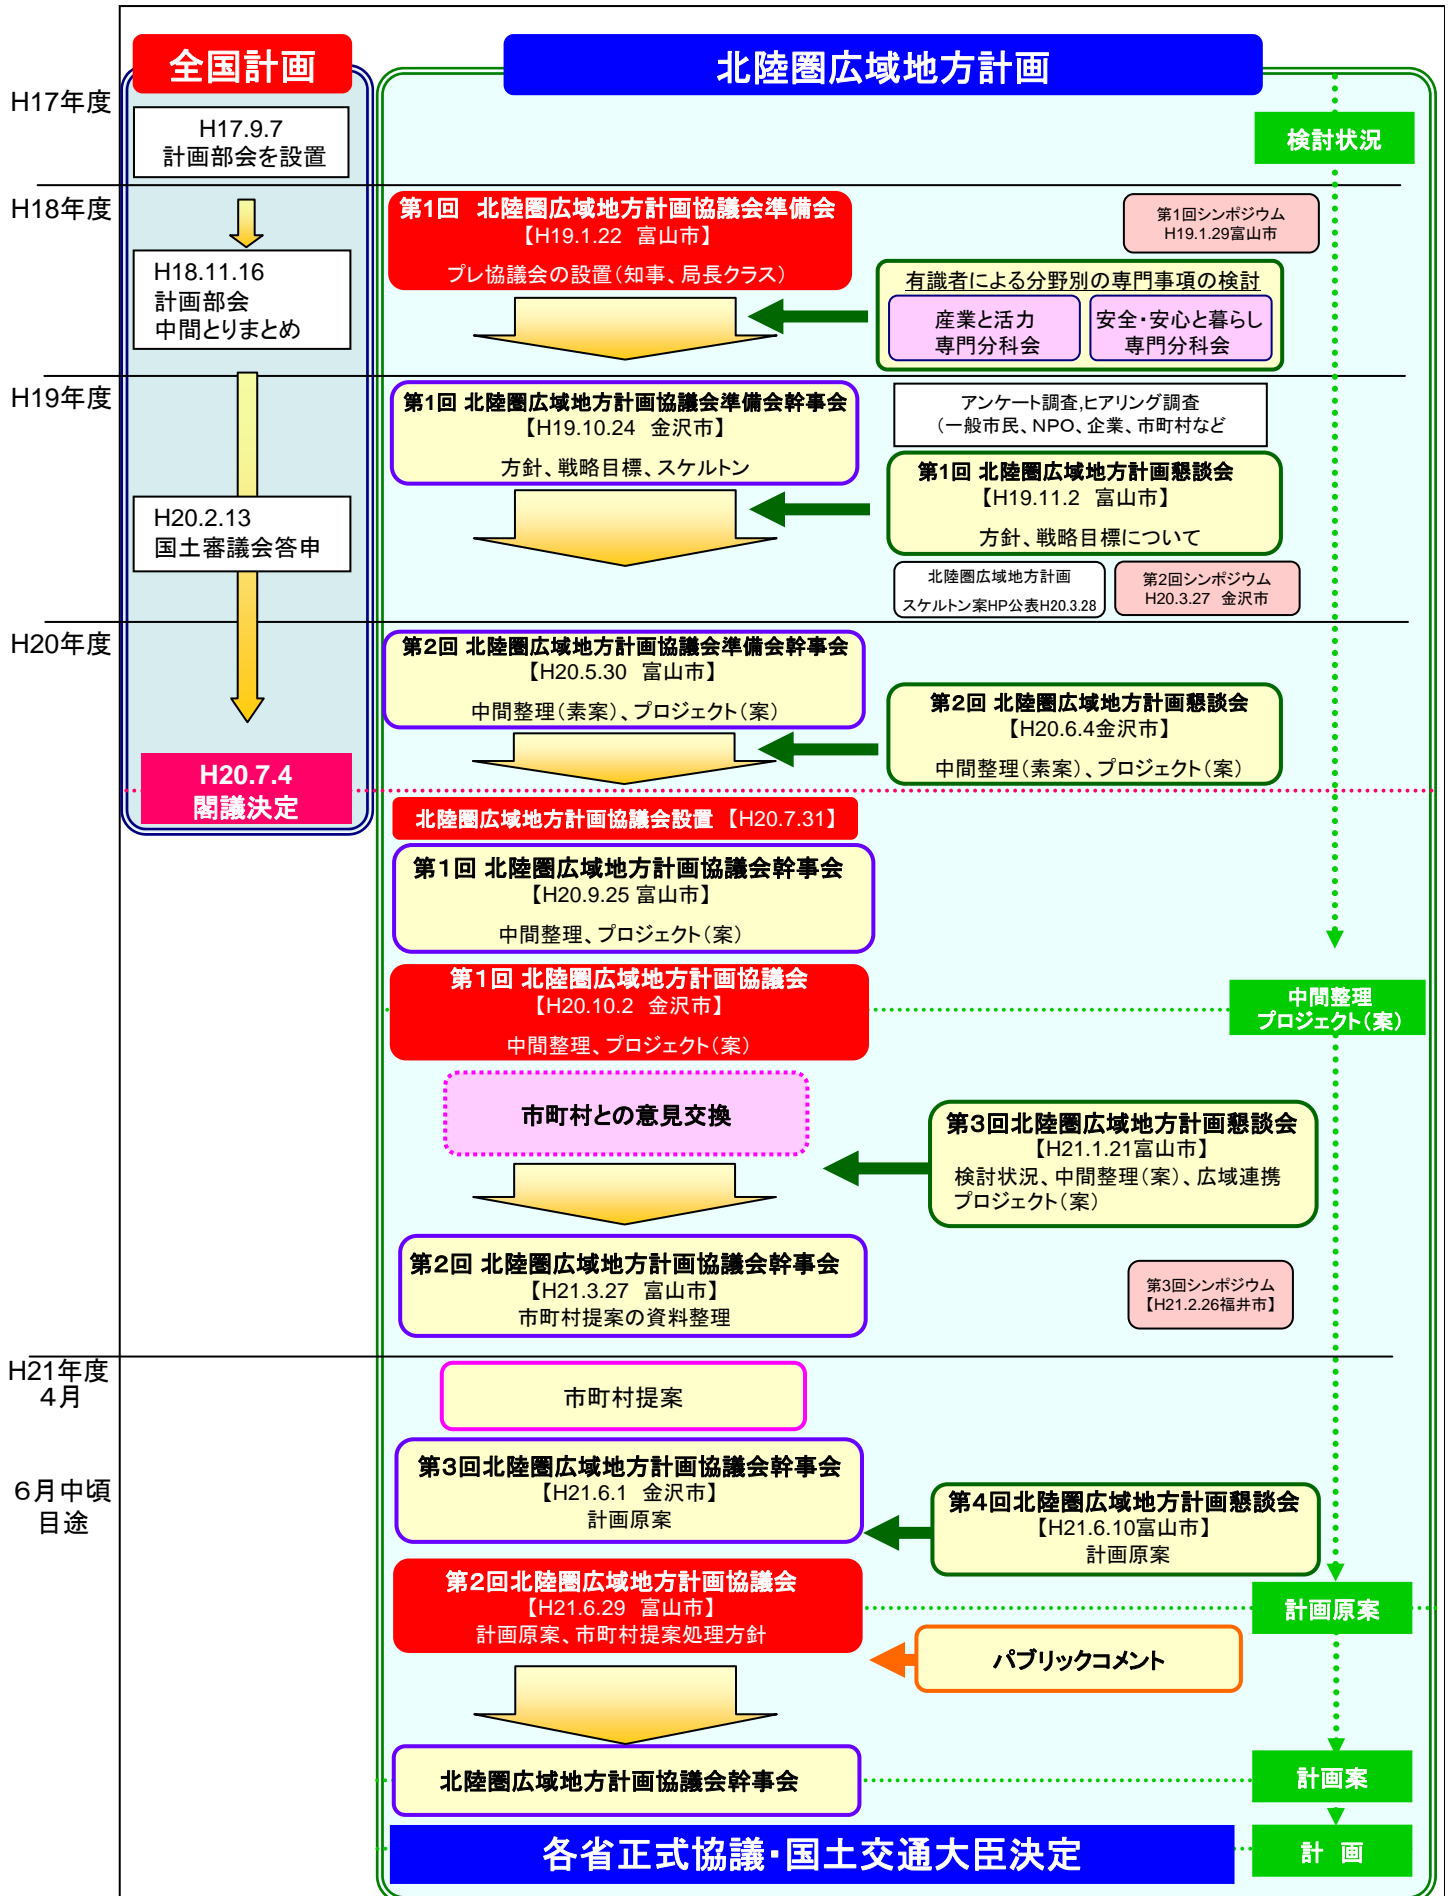 全国計画
北陸圏広域地方計画
H17年度
H17.9.7
計画部会を設置
検討状況
H18年度
第1回　北陸圏広域地方計画協議会準備会
【H19.1.22　富山市】
プレ協議会の設置(知事、局長クラス)
第1回シンポジウム
H19.1.29富山市
H18.11.16
計画部会
中間とりまとめ
有識者による分野別の専門事項の検討
産業と活力
専門分科会
安全・安心と暮らし
専門分科会
H19年度
第1回 北陸圏広域地方計画協議会準備会幹事会
【H19.10.24　金沢市】
方針、戦略目標、スケルトン
アンケート調査,ヒアリング調査
(一般市民、NPO、企業、市町村など
第1回 北陸圏広域地方計画懇談会
【H19.11.2　富山市】
方針、戦略目標について
H20.2.13
国土審議会答申
北陸圏広域地方計画
スケルトン案HP公表H20.3.28
第2回シンポジウム
H20.3.27　金沢市
H20年度
第2回 北陸圏広域地方計画協議会準備会幹事会
【H20.5.30　富山市】
中間整理(素案)、プロジェクト(案)
第2回 北陸圏広域地方計画懇談会
【H20.6.4金沢市】
中間整理(素案)、プロジェクト(案)
H20.7.4
閣議決定
北陸圏広域地方計画協議会設置 【H20.7.31】
第1回 北陸圏広域地方計画協議会幹事会
【H20.9.25 富山市】
中間整理、プロジェクト(案)
第1回 北陸圏広域地方計画協議会
【H20.10.2　金沢市】
中間整理、プロジェクト(案)
中間整理
プロジェクト(案)
市町村との意見交換
第3回北陸圏広域地方計画懇談会
【H21.1.21富山市】
検討状況、中間整理(案)、広域連携
プロジェクト(案)
第2回 北陸圏広域地方計画協議会幹事会
【H21.3.27　富山市】
市町村提案の資料整理
第3回シンポジウム
【H21.2.26福井市】
H21年度
4月
市町村提案
6月中頃
目途
第3回北陸圏広域地方計画協議会幹事会
【H21.6.1　金沢市】
計画原案
第4回北陸圏広域地方計画懇談会
【H21.6.10富山市】
計画原案
第2回北陸圏広域地方計画協議会
【H21.6.29　富山市】
計画原案、市町村提案処理方針
計画原案
パブリックコメント
北陸圏広域地方計画協議会幹事会
計画案
各省正式協議・国土交通大臣決定
計　画